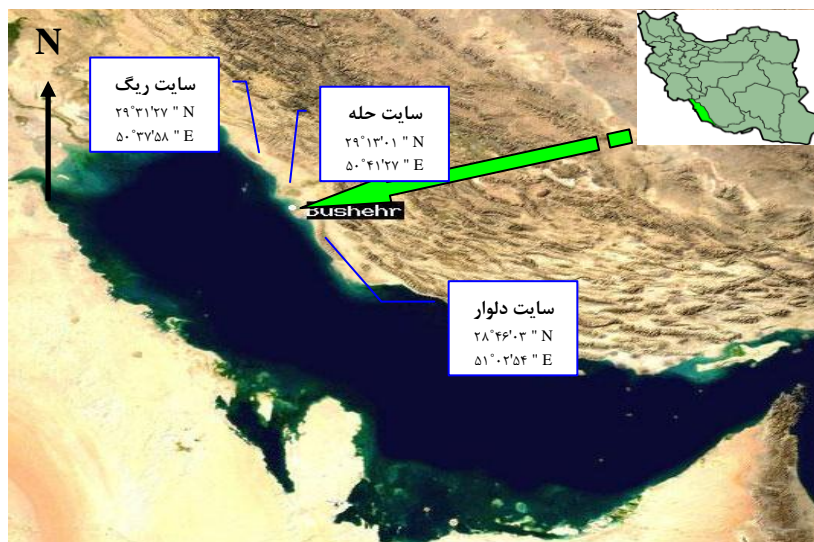 N
سایت ریگ
۲۹°۳۱'۲۷ " N
۵۰°۳۷'۵۸ " E
سایت حله
۲۹°۱۳'۰۱ " N
۵۰°۴۱'۲۷ " E
Bushehr
سایت دلوار
۲۸°۴۶'۰۳ " N
۵۱°۰۲'۵۴ " E